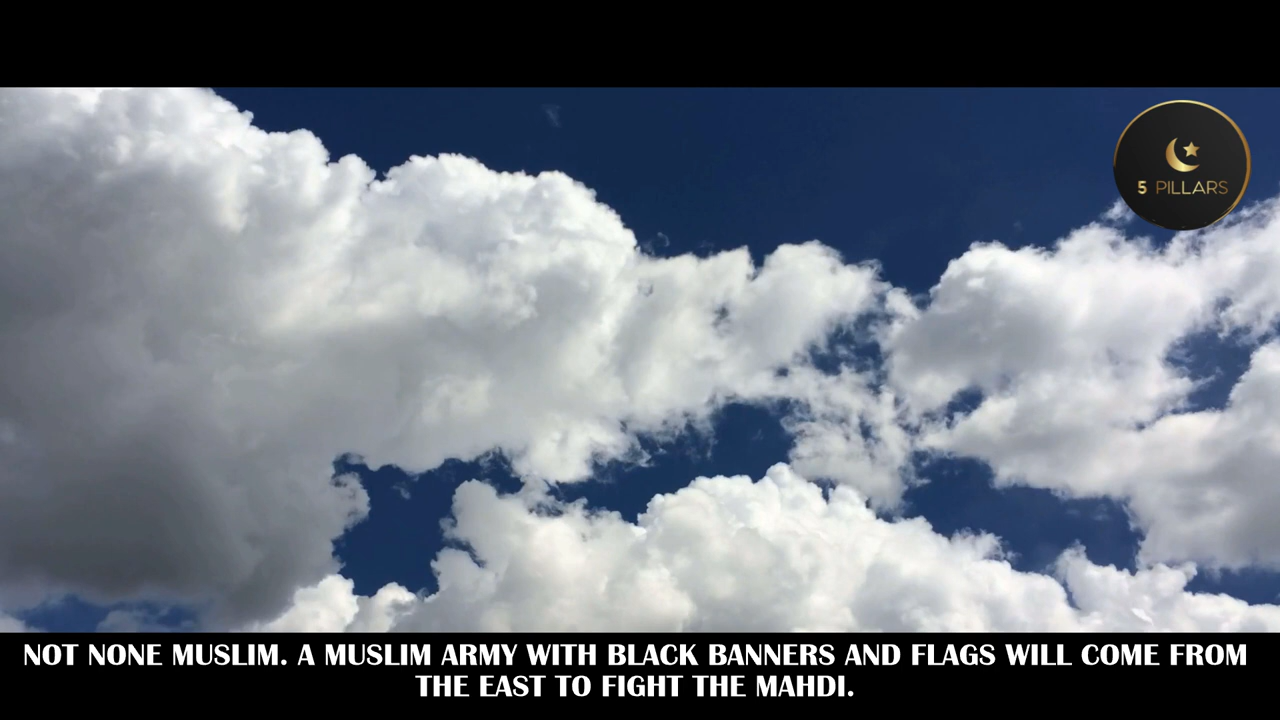 5 PILLARS
NOT NONE MUSLIM. A MUSLIM ARMY WITH BLACK BANNERS AND FLAGS WILL COME FROM
THE EAST TO FIGHT THE MAHDI.